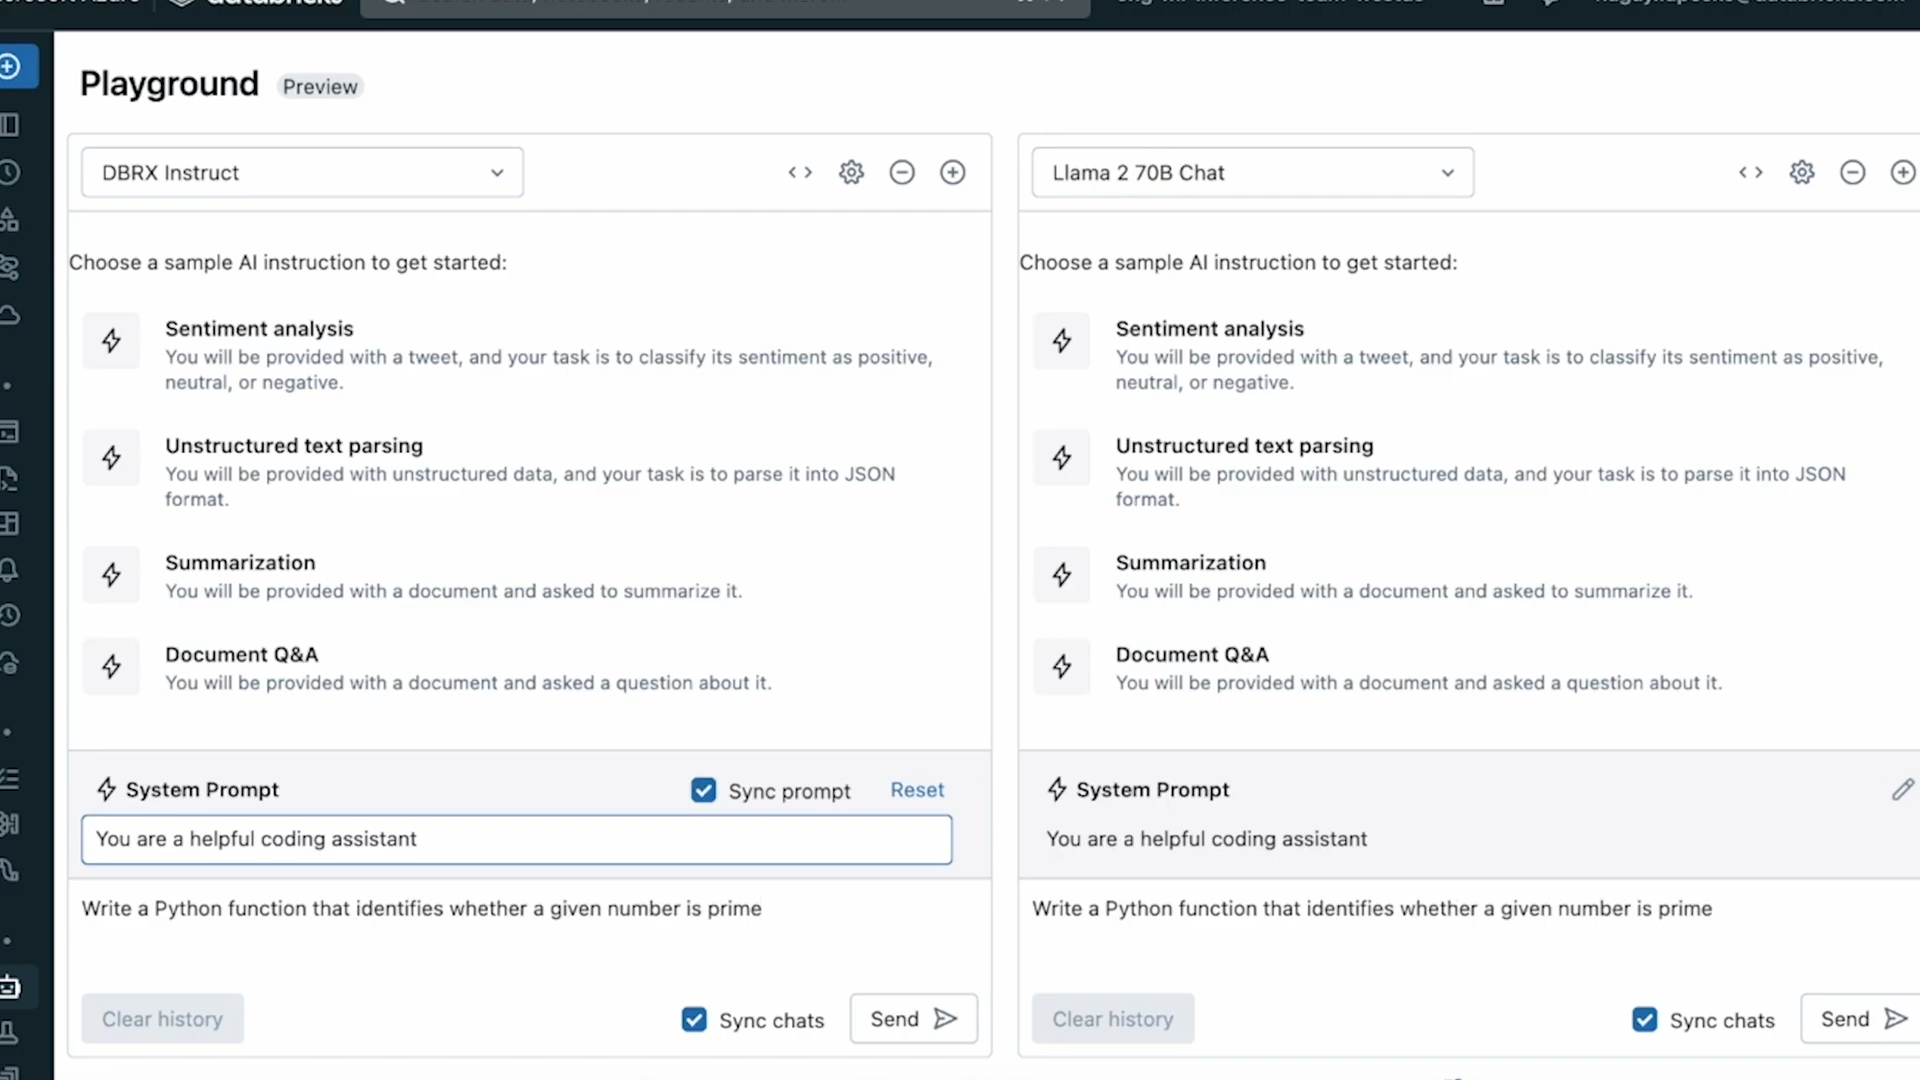 Playground Preview
DBRX Instruct
Choose a sample AI instruction to get started:
Sentiment analysis
You will be provided with a tweet, and your task is to classify its sentiment as positive,
neutral, or negative.
Unstructured text parsing
You will be provided with unstructured data, and your task is to parse it into JSON
format.
Summarization
You will be provided with a document and asked to summarize it.
Document Q&A
You will be provided with a document and asked a question about it.
System Prompt Sync prompt Reset
You are a helpful coding assistant
Write a Python function that identifies whether a given number is prime
Clear history Sync chats Send
Llama 2 70B Chat
Choose a sample AI instruction to get started:
Sentiment analysis
You will be provided with a tweet, and your task is to classify its sentiment as positive,
neutral, or negative.
Unstructured text parsing
You will be provided with unstructured data, and your task is to parse it into JSON
format.
Summarization
You will be provided with a document and asked to summarize it.
Document Q&A
You will be provided with a document and asked a question about it.
System Prompt
You are a helpful coding assistant
Write a Python function that identifies whether a given number is prime
Clear history Sync chats Send